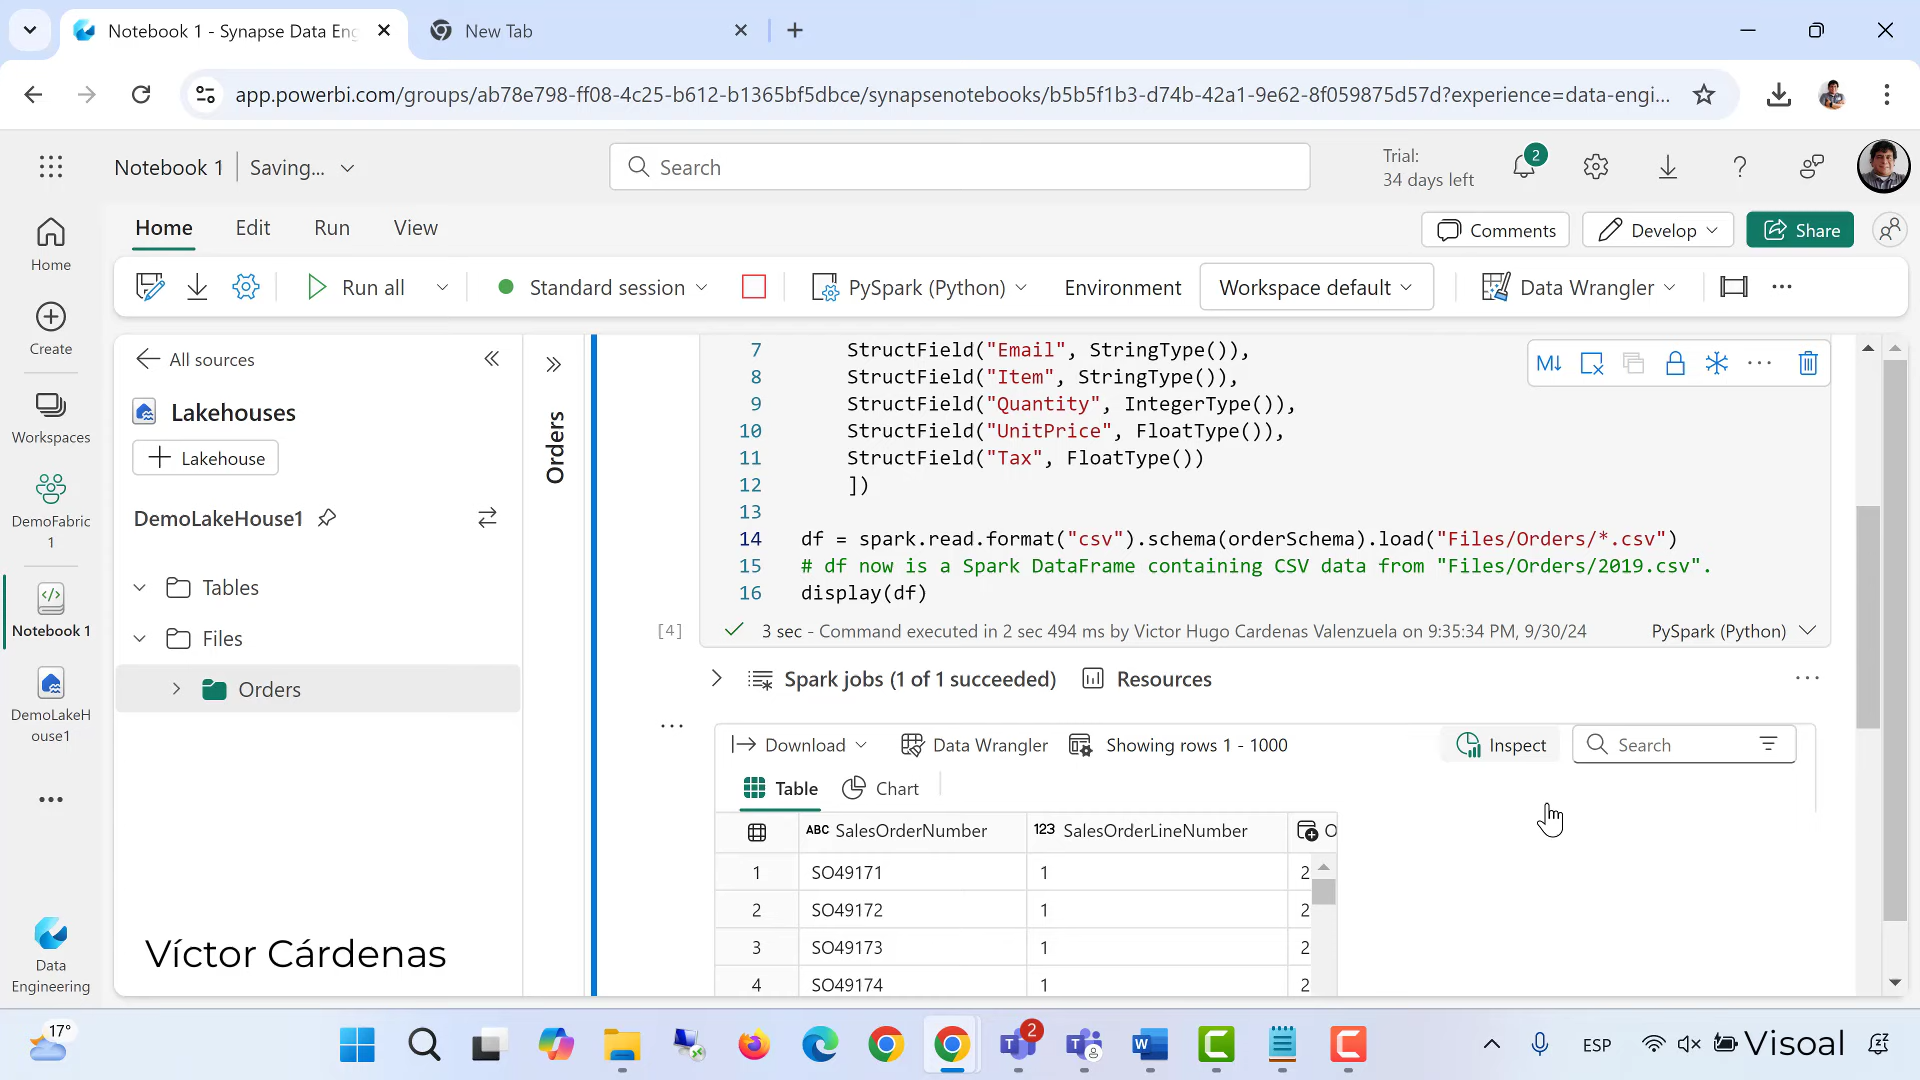 Notebook 1 - Synapse Data Eng
New Tab
app.powerbi.com/groups/ab78e798-ff08-4c25-b612-b1365bf5dbce/synapsenotebooks/b5b5f1b3-d74b-42a1-9e62-8f059875d57d?experience=data-engi...
Notebook 1
Saving...
Search
Trial:
34 days left
2
Home
Edit
Run
View
Comments
Develop
Share
Run all
Standard session
PySpark (Python)
Environment
Workspace default
Data Wrangler
...
Home
Create
Workspaces
DemoFabric
1
Notebook 1
DemoLakeH
ouse1
Data
Engineering
All sources
Lakehouses
Lakehouse
DemoLakeHouse1
Tables
Files
Orders
Víctor Cárdenas
Orders
7 StructField("Email", StringType()),
8 StructField("Item", StringType()),
9 StructField("Quantity", IntegerType()),
10 StructField("UnitPrice", FloatType()),
11 StructField("Tax", FloatType())
12 ])
13
14 df = spark.read.format("csv").schema(orderSchema).load("Files/Orders/*.csv")
15 # df now is a Spark DataFrame containing CSV data from "Files/Orders/2019.csv".
16 display(df)
M↓
[4]
3 sec - Command executed in 2 sec 494 ms by Victor Hugo Cardenas Valenzuela on 9:35:34 PM, 9/30/24
PySpark (Python)
Spark jobs (1 of 1 succeeded)
Resources
Download
Data Wrangler
Showing rows 1 - 1000
Inspect
Search
Table
Chart
ABC SalesOrderNumber
123 SalesOrderLineNumber
O
1 SO49171 1 2
2 SO49172 1 2
3 SO49173 1 2
4 SO49174 1 2
17°
2
ESP
Visoal